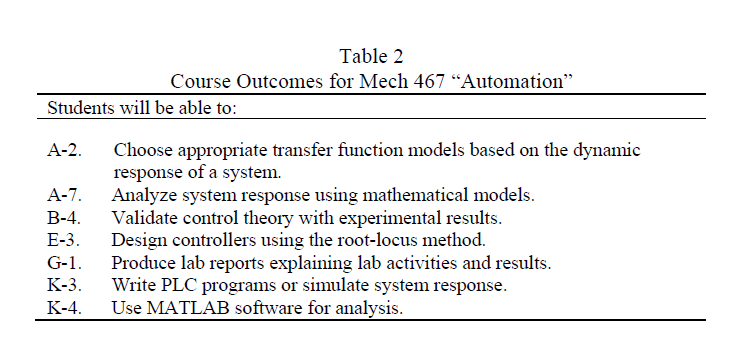 Table 2
Course Outcomes for Mech 467 “Automation”
Students will be able to:
A-2. Choose appropriate transfer function models based on the dynamic
response of a system.
A-7. Analyze system response using mathematical models.
B-4. Validate control theory with experimental results.
E-3. Design controllers using the root-locus method.
G-1. Produce lab reports explaining lab activities and results.
K-3. Write PLC programs or simulate system response.
K-4. Use MATLAB software for analysis.